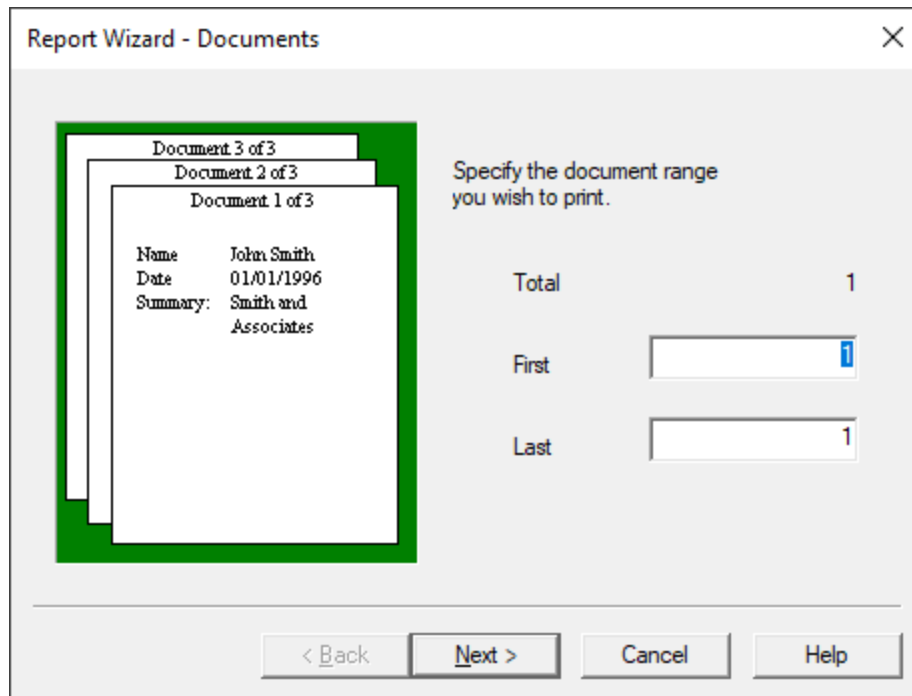 Report Wizard - Documents
Document 3 of 3
Document 2 of 3
Document 1 of 3
Name John Smith
Date 01/01/1996
Summary: Smith and
Associates
Specify the document range
you wish to print.
Total 1
First 1
Last 1
< Back Next > Cancel Help